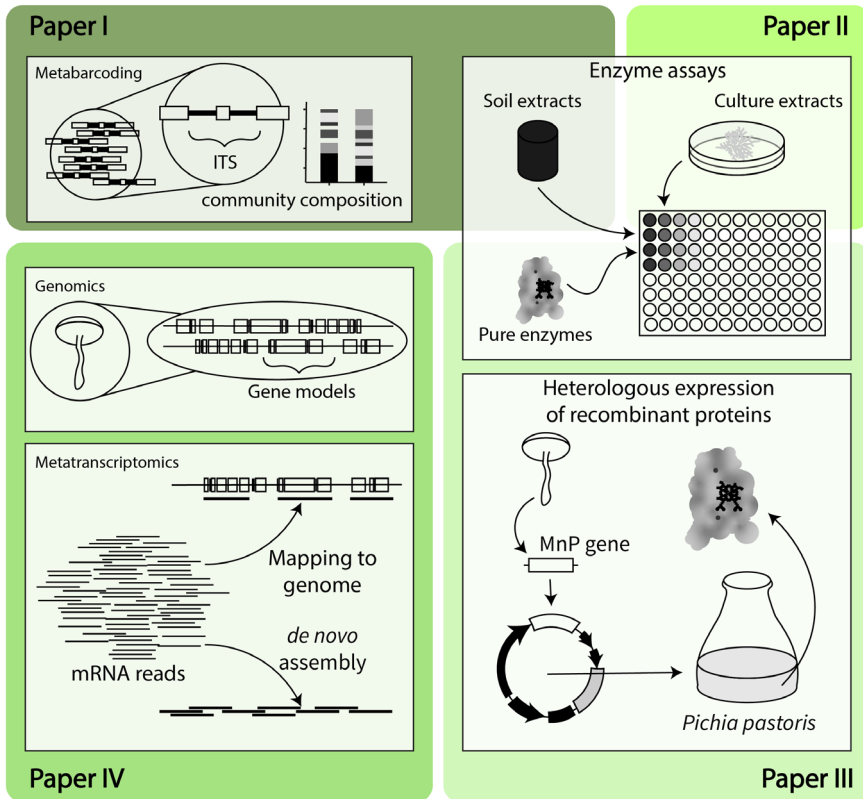 Paper I
Paper II
Metabarcoding
ITS
community composition
Enzyme assays
Soil extracts
Culture extracts
Pure enzymes
Genomics
Gene models
Metatranscriptomics
Mapping to
genome
de novo
assembly
mRNA reads
Heterologous expression
of recombinant proteins
MnP gene
Pichia pastoris
Paper IV
Paper III